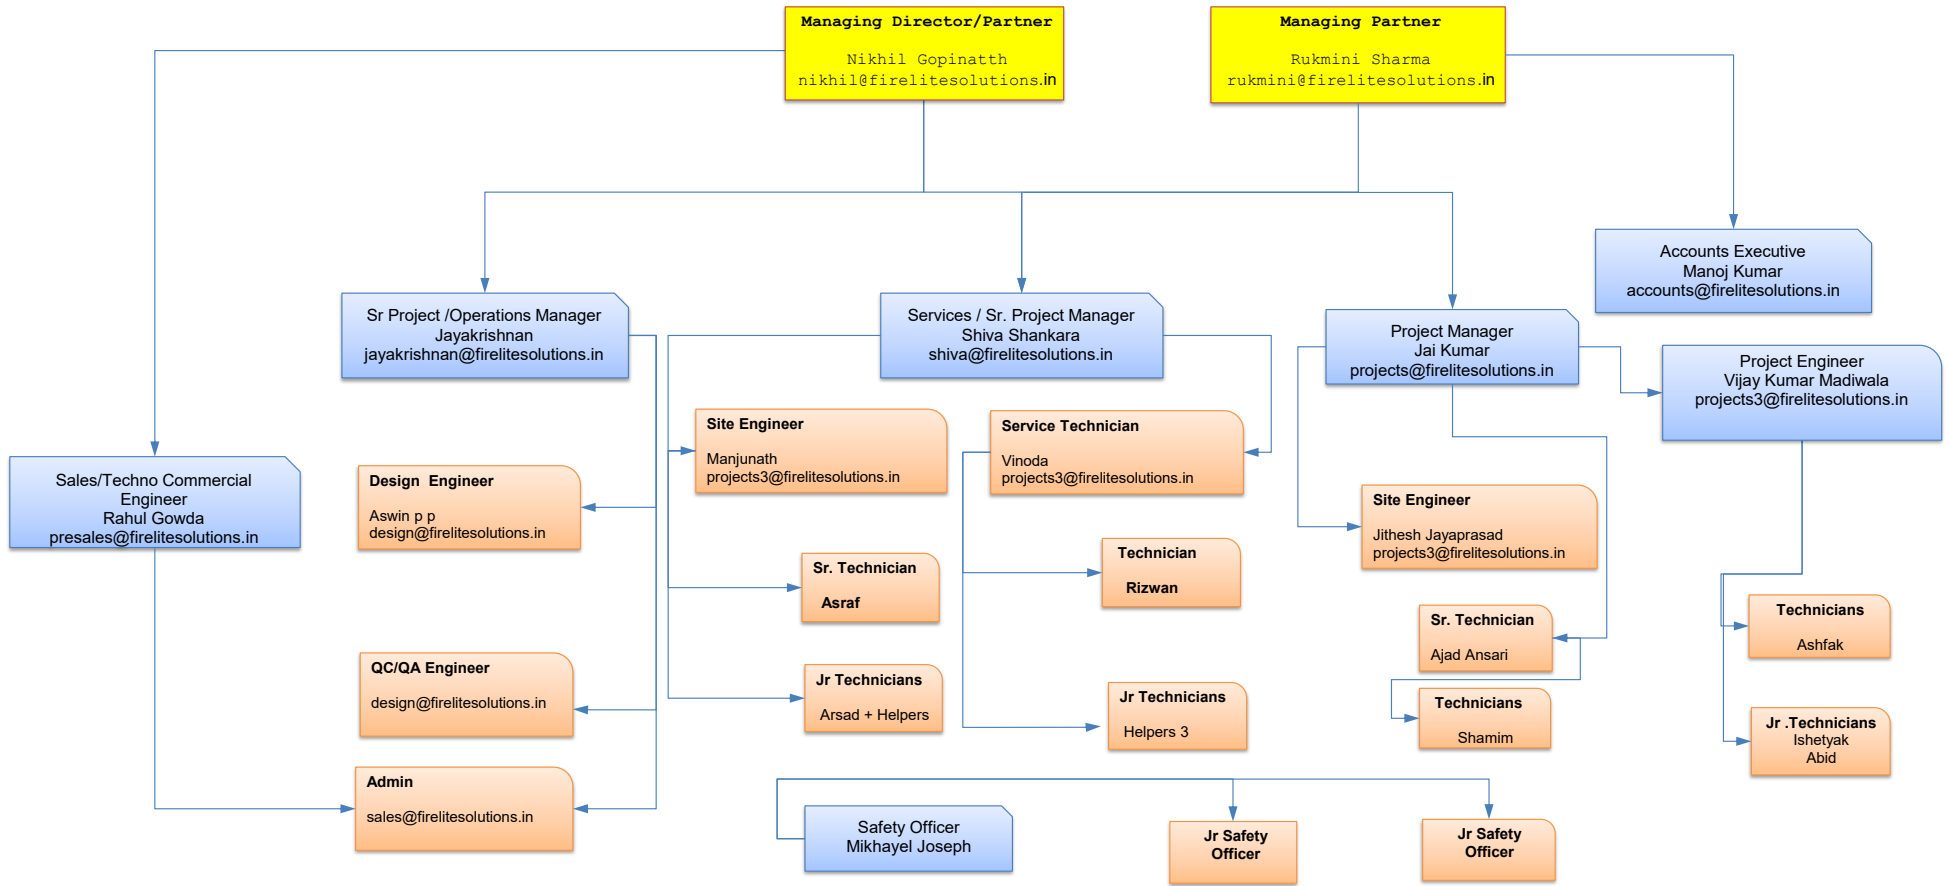 Managing Director/Partner
Nikhil Gopinatth
nikhil@firelitesolutions.in
Managing Partner
Rukmini Sharma
rukmini@firelitesolutions.in
Accounts Executive
Manoj Kumar
accounts@firelitesolutions.in
Sr Project /Operations Manager
Jayakrishnan
jayakrishnan@firelitesolutions.in
Services / Sr. Project Manager
Shiva Shankara
shiva@firelitesolutions.in
Project Manager
Jai Kumar
projects@firelitesolutions.in
Project Engineer
Vijay Kumar Madiwala
projects3@firelitesolutions.in
Sales/Techno Commercial
Engineer
Rahul Gowda
presales@firelitesolutions.in
Design  Engineer
Aswin p p
design@firelitesolutions.in
Site Engineer
Manjunath
projects3@firelitesolutions.in
Service Technician
Vinoda
projects3@firelitesolutions.in
Site Engineer
Jithesh Jayaprasad
projects3@firelitesolutions.in
Sr. Technician
Asraf
Technician
Rizwan
Sr. Technician
Ajad Ansari
Technicians
Ashfak
QC/QA Engineer
design@firelitesolutions.in
Jr Technicians
Arsad + Helpers
Jr Technicians
Helpers 3
Technicians
Shamim
Jr .Technicians
Ishetyak
Abid
Admin
sales@firelitesolutions.in
Safety Officer
Mikhayel Joseph
Jr Safety
Officer
Jr Safety
Officer